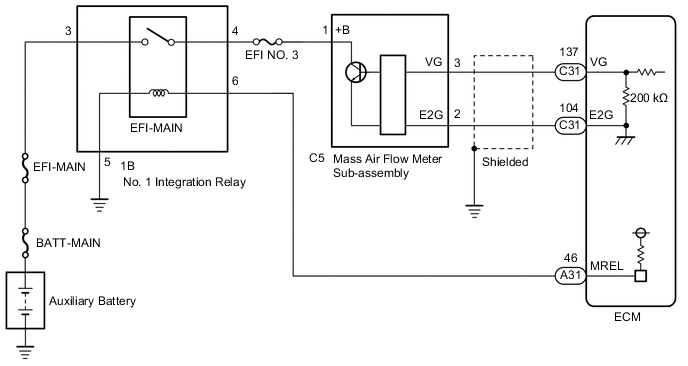 3
4
1
+B
EFI NO. 3
6
EFI-MAIN
5
1B
No. 1 Integration Relay
EFI-MAIN
BATT-MAIN
Auxiliary Battery
VG
3
E2G
2
C5
Mass Air Flow Meter
Sub-assembly
Shielded
137
C31
VG
200 kΩ
104
C31
E2G
46
A31
MREL
ECM